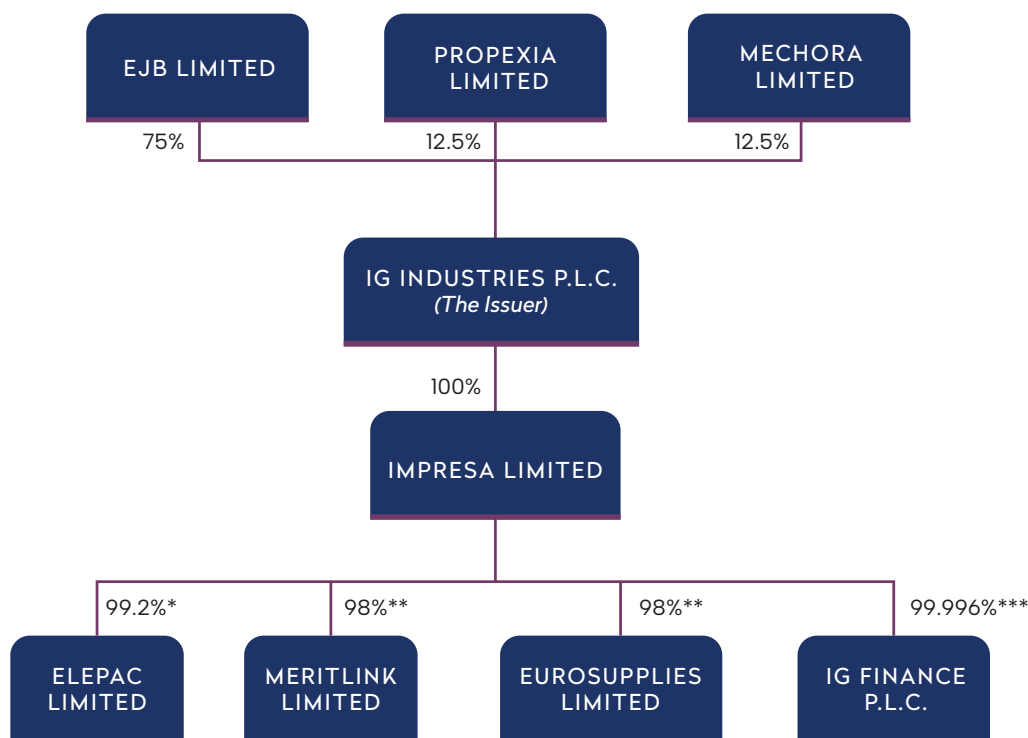 EJB LIMITED
PROPEXIA
LIMITED
MECHORA
LIMITED
75%
12.5%
12.5%
IG INDUSTRIES P.L.C.
(The Issuer)
100%
IMPRESA LIMITED
99.2%*
98%**
98%**
99.996%***
ELEPAC
LIMITED
MERITLINK
LIMITED
EUROSUPPLIES
LIMITED
IG FINANCE
P.L.C.